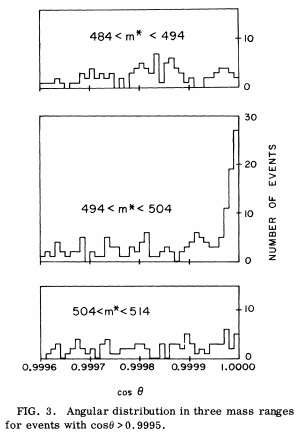 484 < m* < 494
10
0
30
494 < m* < 504
20
10
0
NUMBER OF EVENTS
504<m*<514
10
0
0.9996 0.9997 0.9998 0.9999 1.0000
cos θ
FIG. 3. Angular distribution in three mass ranges
for events with cosθ > 0.9995.